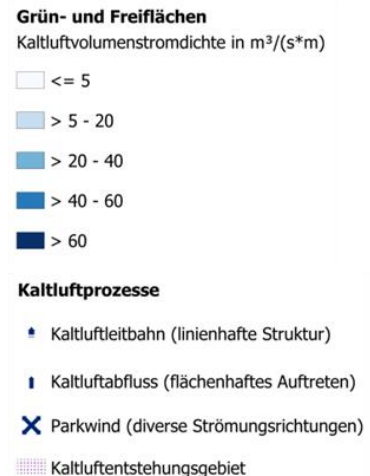 Grün- und Freiflächen
Kaltluftvolumenstromdichte in m³/(s*m)
<= 5
> 5 - 20
> 20 - 40
> 40 - 60
> 60
Kaltluftprozesse
Kaltluftleitbahn (linienhafte Struktur)
Kaltluftabfluss (flächenhaftes Auftreten)
Parkwind (diverse Strömungsrichtungen)
Kaltluftentstehungsgebiet